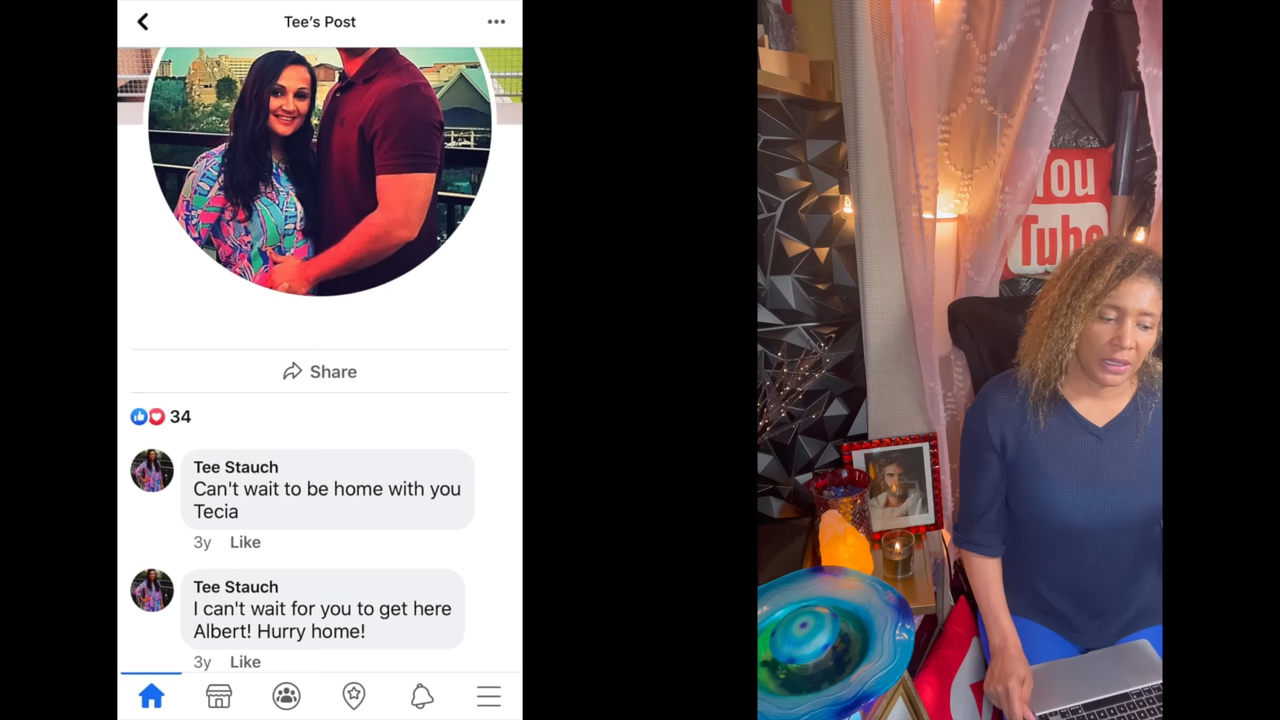 Tee's Post
Share
34
Tee Stauch
Can't wait to be home with you
Tecia
3y Like
Tee Stauch
I can't wait for you to get here
Albert! Hurry home!
3y Like
You
Tube